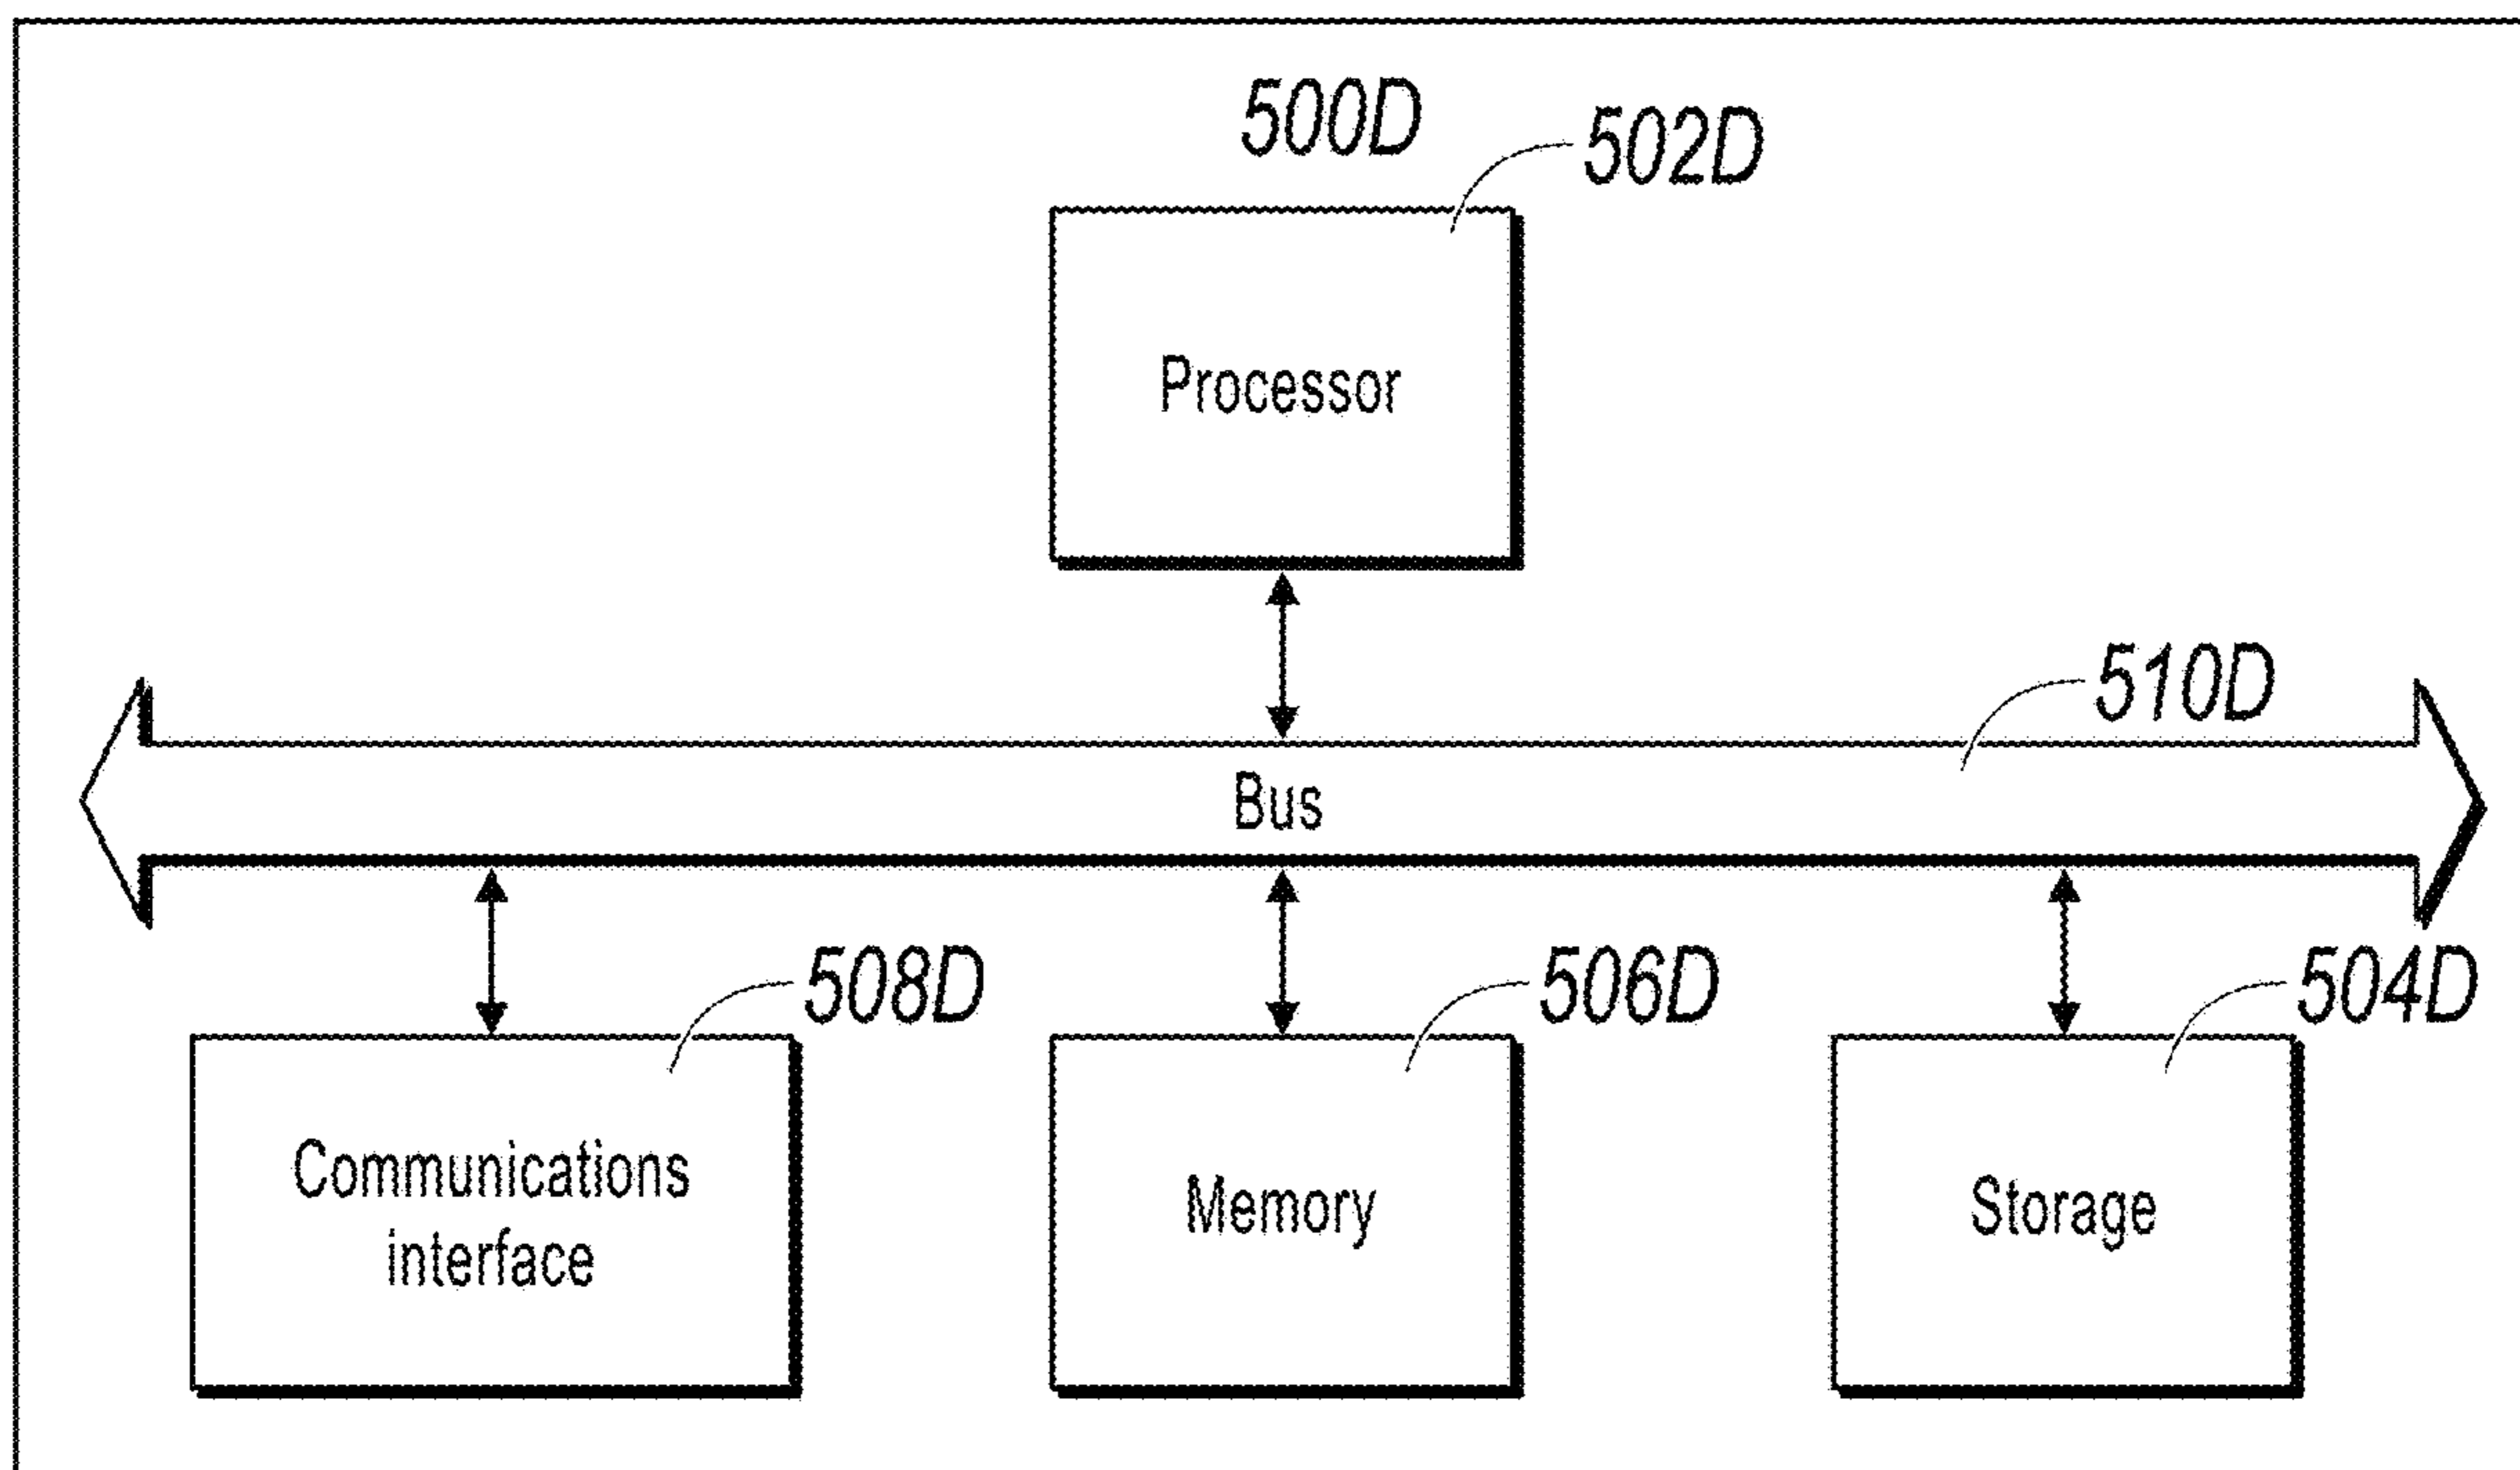 500D
502D
Processor
510D
Bus
508D
506D
504D
Communications
interface
Memory
Storage